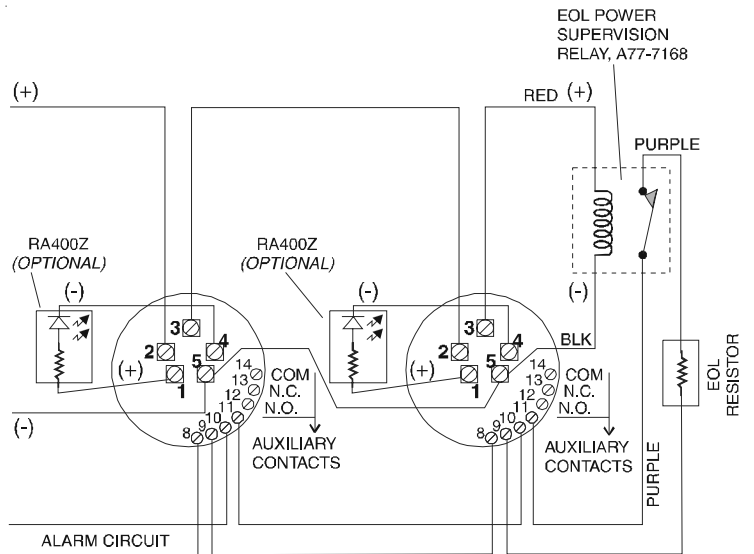 EOL POWER
SUPERVISION
RELAY, A77-7168
(+)
RED (+)
PURPLE
RA400Z
(OPTIONAL)
RA400Z
(OPTIONAL)
(-)
(-)
(-)
3
2
4
(+)
5
1
3
2
4
(+)
5
1
BLK
14
13
12
11
10
9
8
COM
N.C.
N.O.
AUXILIARY
CONTACTS
14
13
12
11
10
9
8
COM
N.C.
N.O.
AUXILIARY
CONTACTS
EOL
RESISTOR
PURPLE
(-)
ALARM CIRCUIT